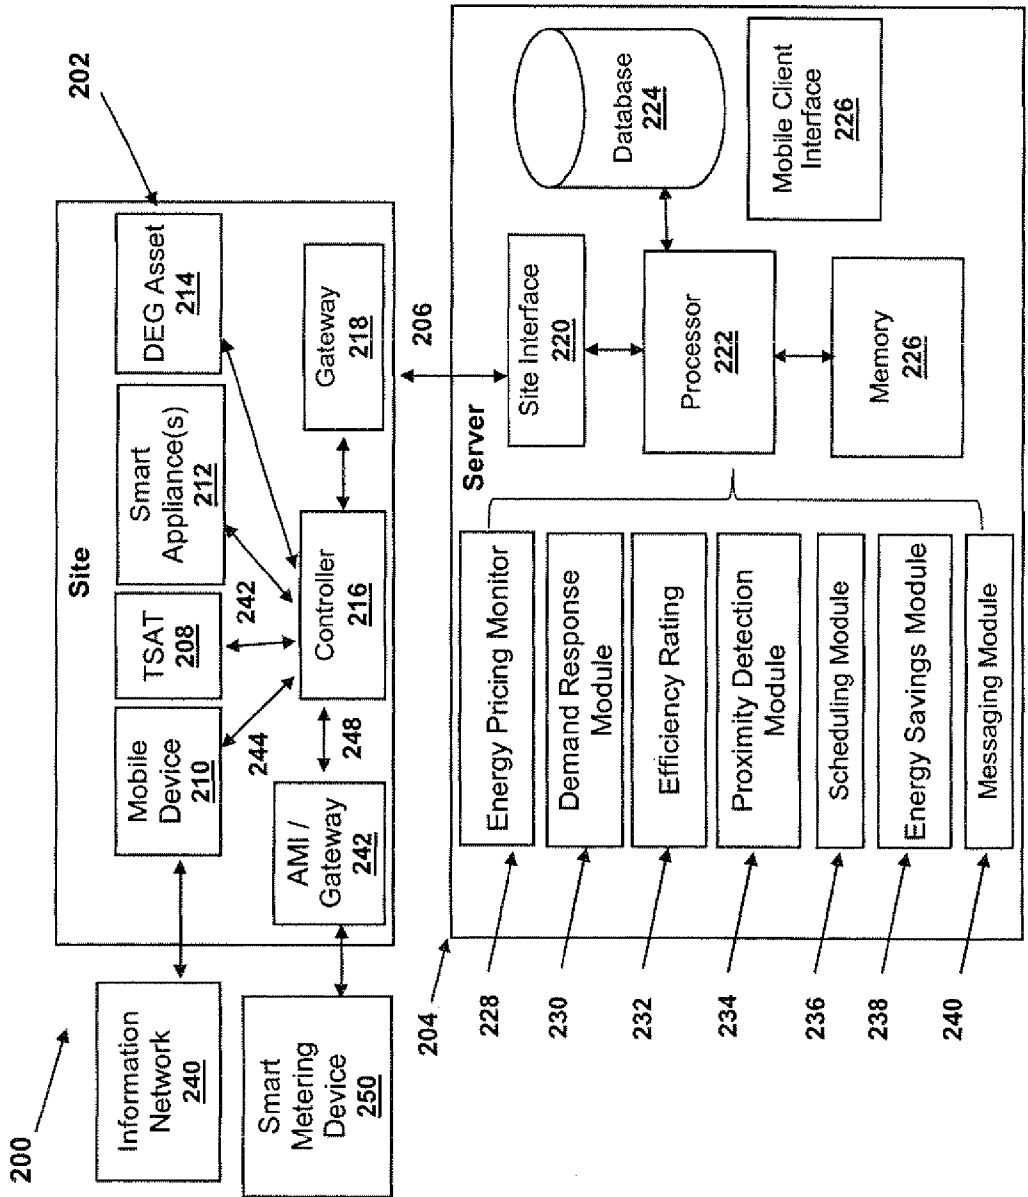 200
Information
Network
240
Smart
Metering
Device
250
Site
202
Mobile
Device
210
TSAT
208
Smart
Appliance(s)
212
DEG Asset
214
244
242
AMI /
Gateway
242
248
Controller
216
Gateway
218
206
204
Server
228
Energy Pricing Monitor
230
Demand Response
Module
232
Efficiency Rating
234
Proximity Detection
Module
236
Scheduling Module
238
Energy Savings Module
240
Messaging Module
Site Interface
220
Processor
222
Memory
226
Database
224
Mobile Client
Interface
226